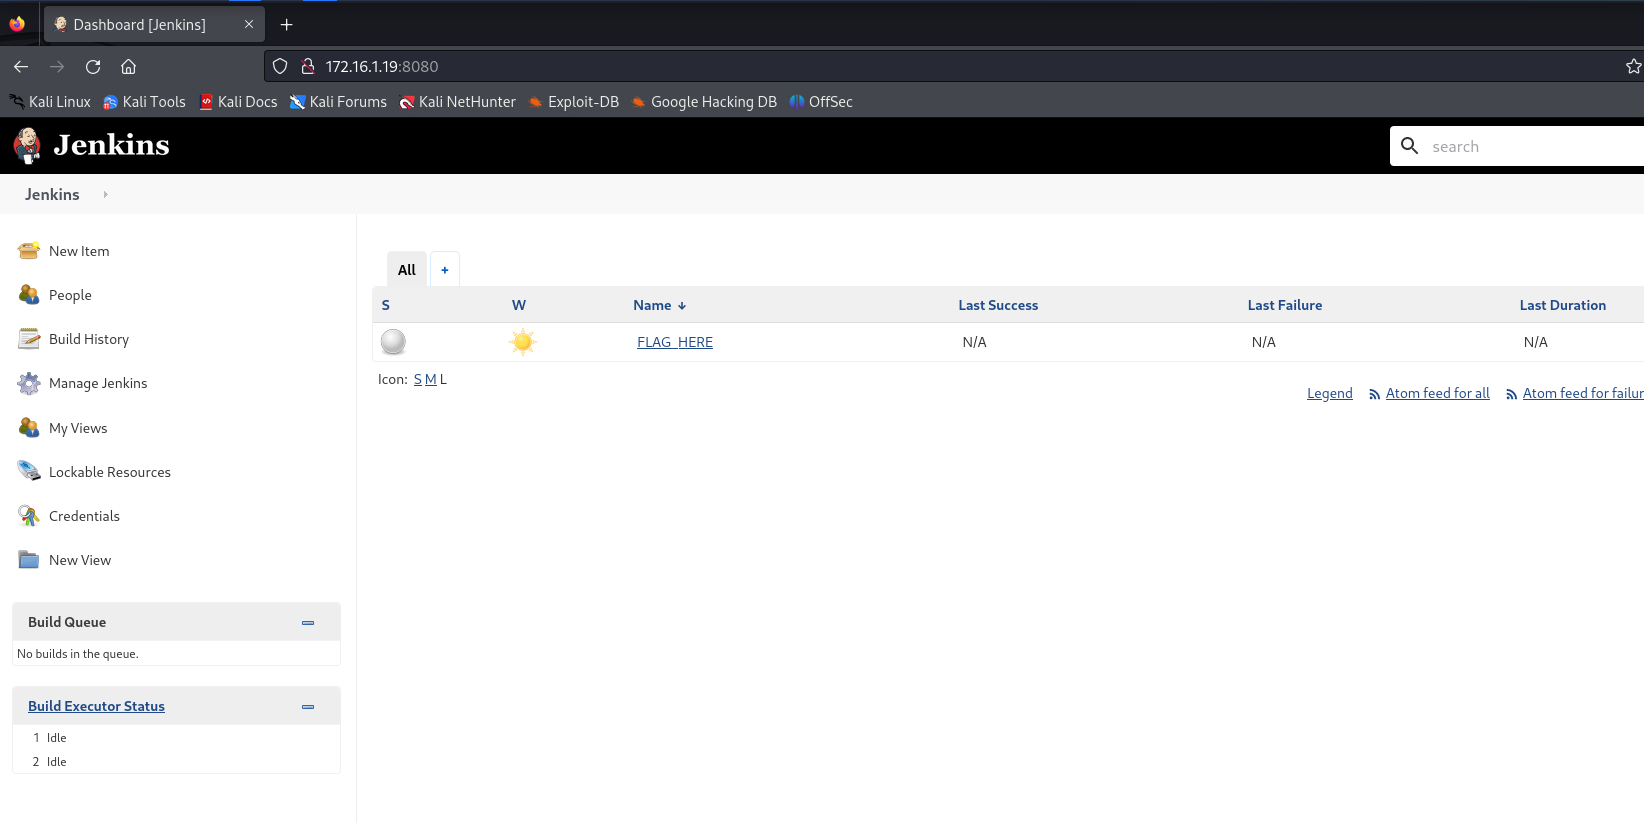 Dashboard [Jenkins]
172.16.1.19:8080
Kali Linux Kali Tools Kali Docs Kali Forums Kali NetHunter Exploit-DB Google Hacking DB OffSec
Jenkins
search
Jenkins
New Item
People
Build History
Manage Jenkins
My Views
Lockable Resources
Credentials
New View
Build Queue
No builds in the queue.
Build Executor Status
1 Idle
2 Idle
All +
S W Name ↓ Last Success Last Failure Last Duration
FLAG_HERE N/A N/A N/A
Icon: S M L
Legend Atom feed for all Atom feed for failur